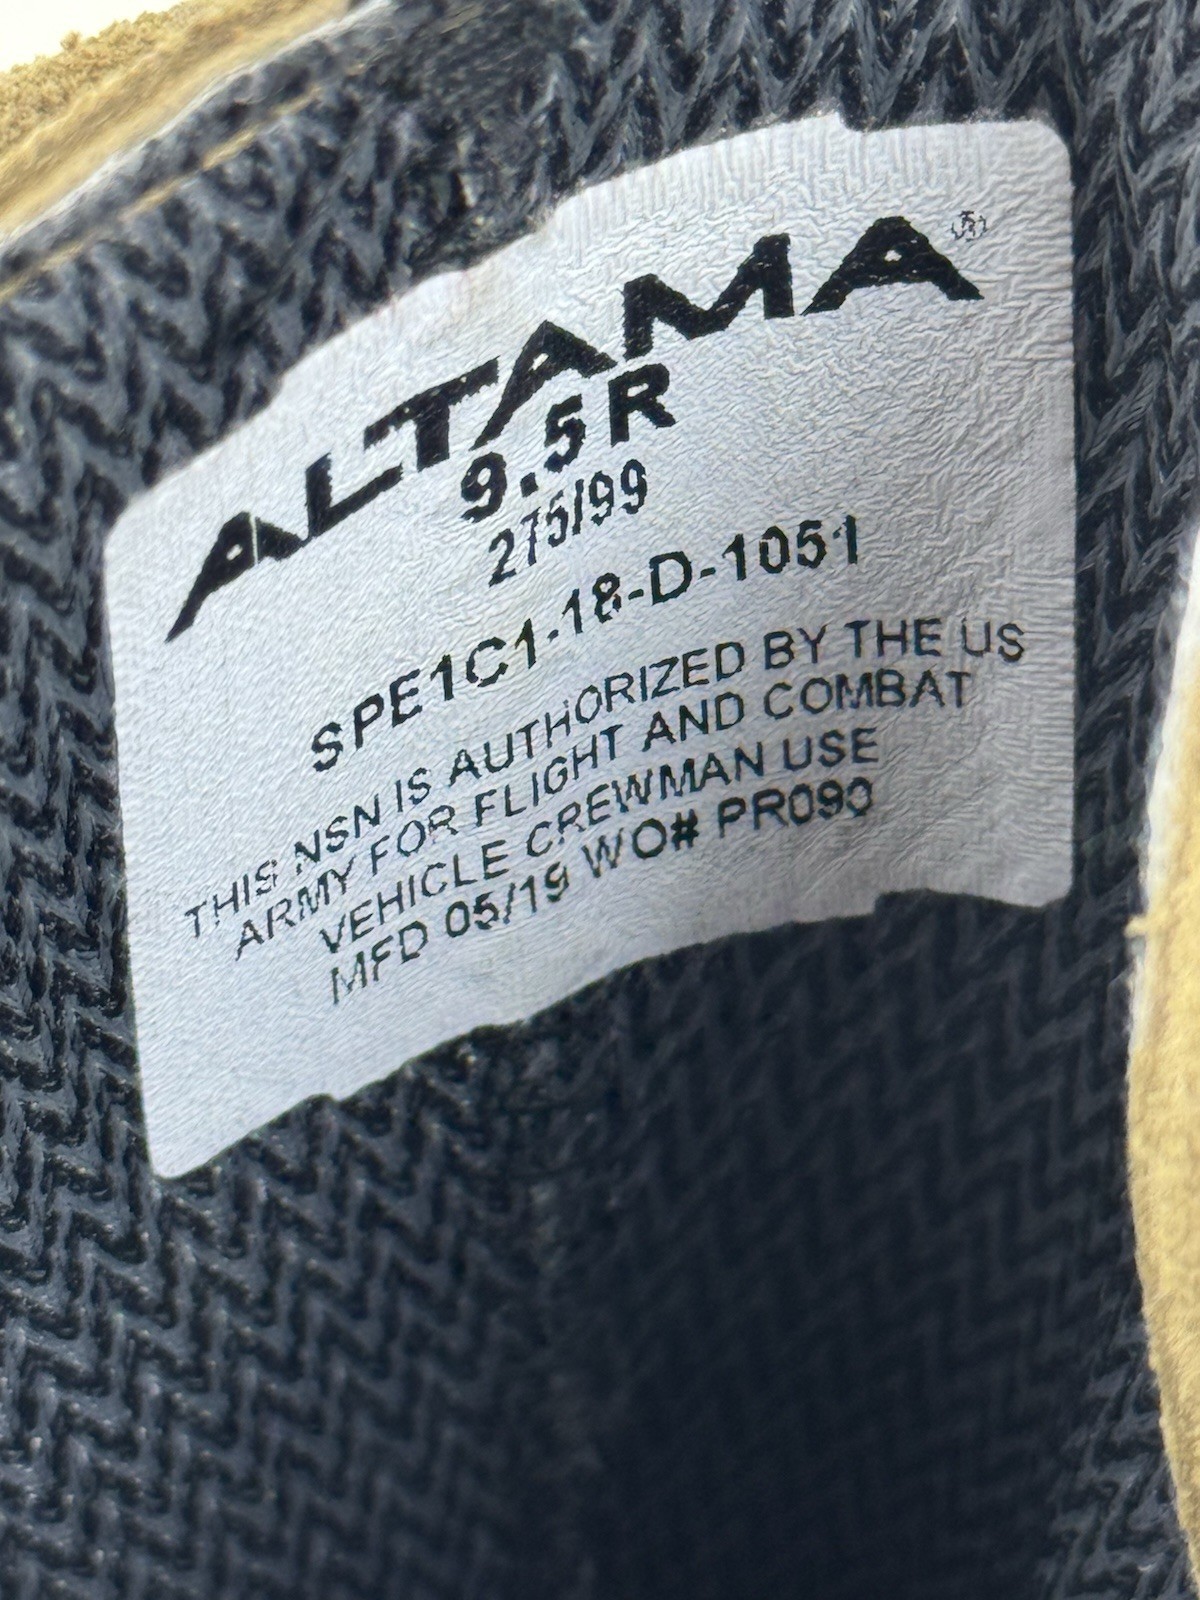 ALTAMA®
9.5R
275/99
SPE1C1-18-D-1051
THIS NSN IS AUTHORIZED BY THE US
ARMY FOR FLIGHT AND COMBAT
VEHICLE CREWMAN USE
MFD 05/19 WO# PR090